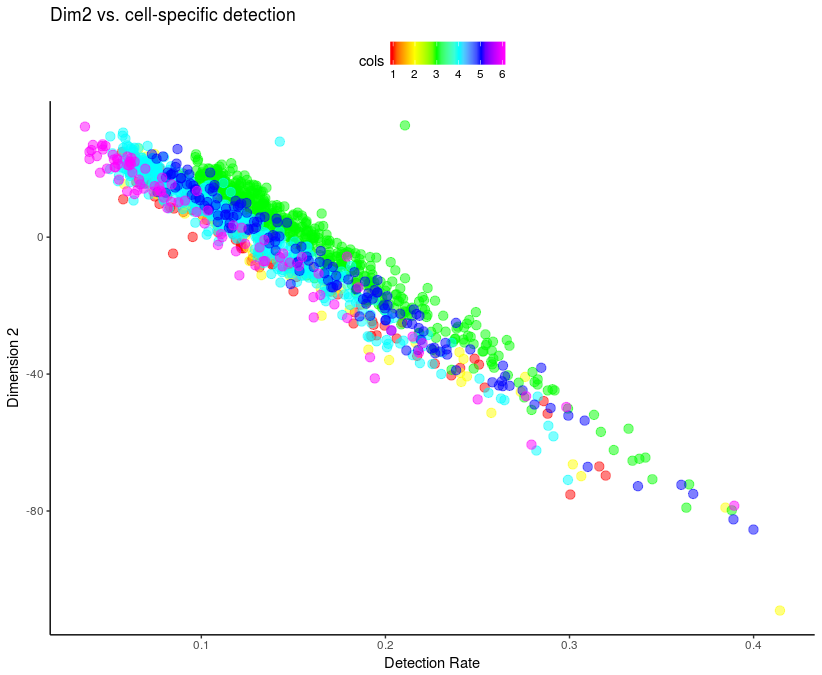 Dim2 vs. cell-specific detection
cols
1 2 3 4 5 6
0
-40
-80
Dimension 2
0.1 0.2 0.3 0.4
Detection Rate